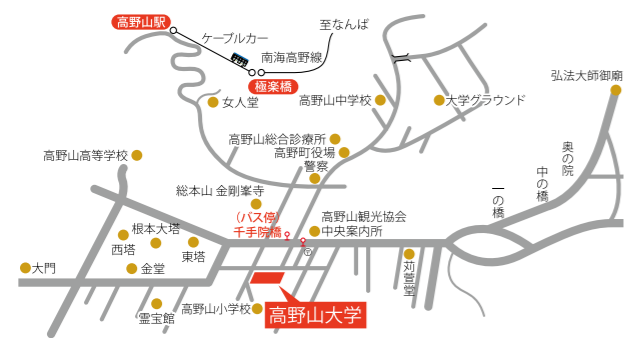 高野山駅
ケーブルカー
至なんば
南海高野線
極楽橋
女人堂
高野山中学校
大学グラウンド
弘法大師御廟
高野山総合診療所
高野町役場
警察
高野山高等学校
奥の院
中の橋
一の橋
総本山 金剛峯寺
（バス停）
千手院橋
高野山観光協会
中央案内所
根本大塔
西塔
東塔
金堂
大門
苅萱堂
霊宝館
高野山小学校
高野山大学